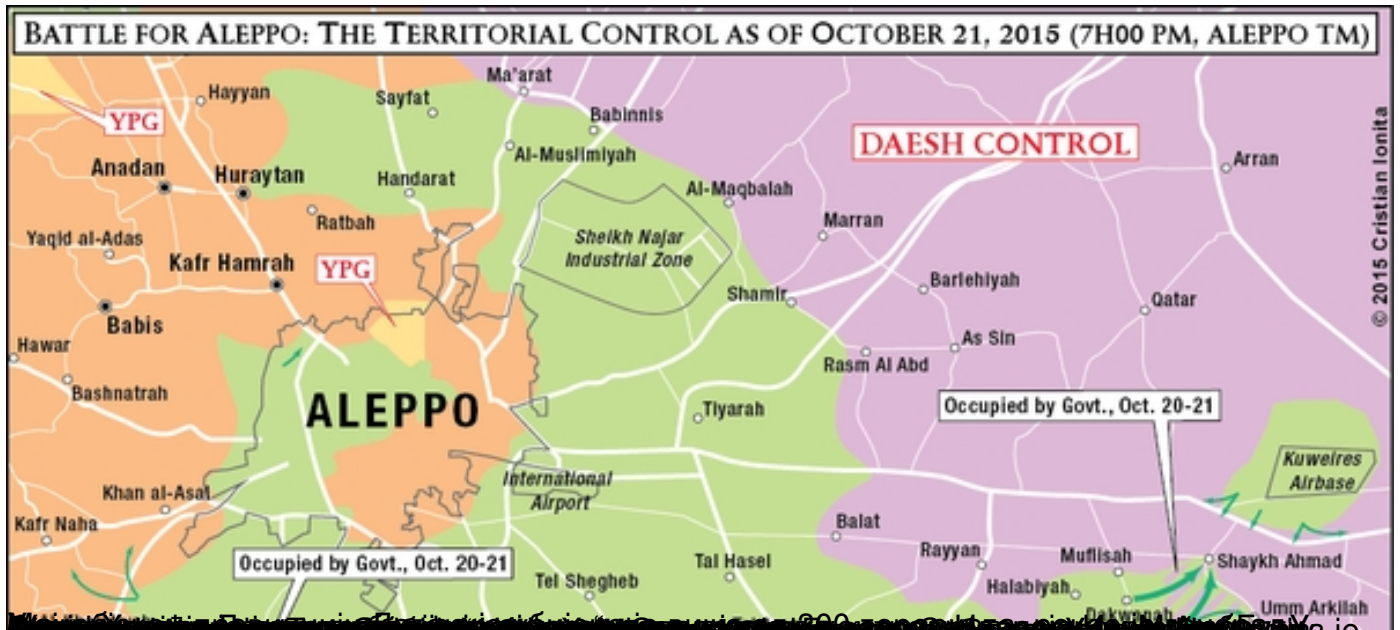 BATTLE FOR ALEPPO: THE TERRITORIAL CONTROL AS OF OCTOBER 21, 2015 (7H00 PM, ALEPPO TM)
© 2015 Cristian Ionita
Ma'arat
Hayyan
Sayfat
YPG
Babinnis
DAESH CONTROL
Al-Muslimiyah
Arran
Anadan
Huraytan
Handarat
Al-Maqbalah
Ratbah
Marran
Yaqid al-Adas
Sheikh Najar
Industrial Zone
Kafr Hamrah
YPG
Barlehiyah
Shamir
Qatar
Babis
As Sin
Hawar
Rasm Al Abd
Bashnatrah
ALEPPO
Tiyarah
Occupied by Govt., Oct. 20-21
Kuweires
Airbase
International
Airport
Khan al-Asal
Kafr Naha
Balat
Rayyan
Muflisah
Shaykh Ahmad
Occupied by Govt., Oct. 20-21
Tal Hasel
Tel Shegheb
Halabiyah
Dakwanah
Umm Arkilah